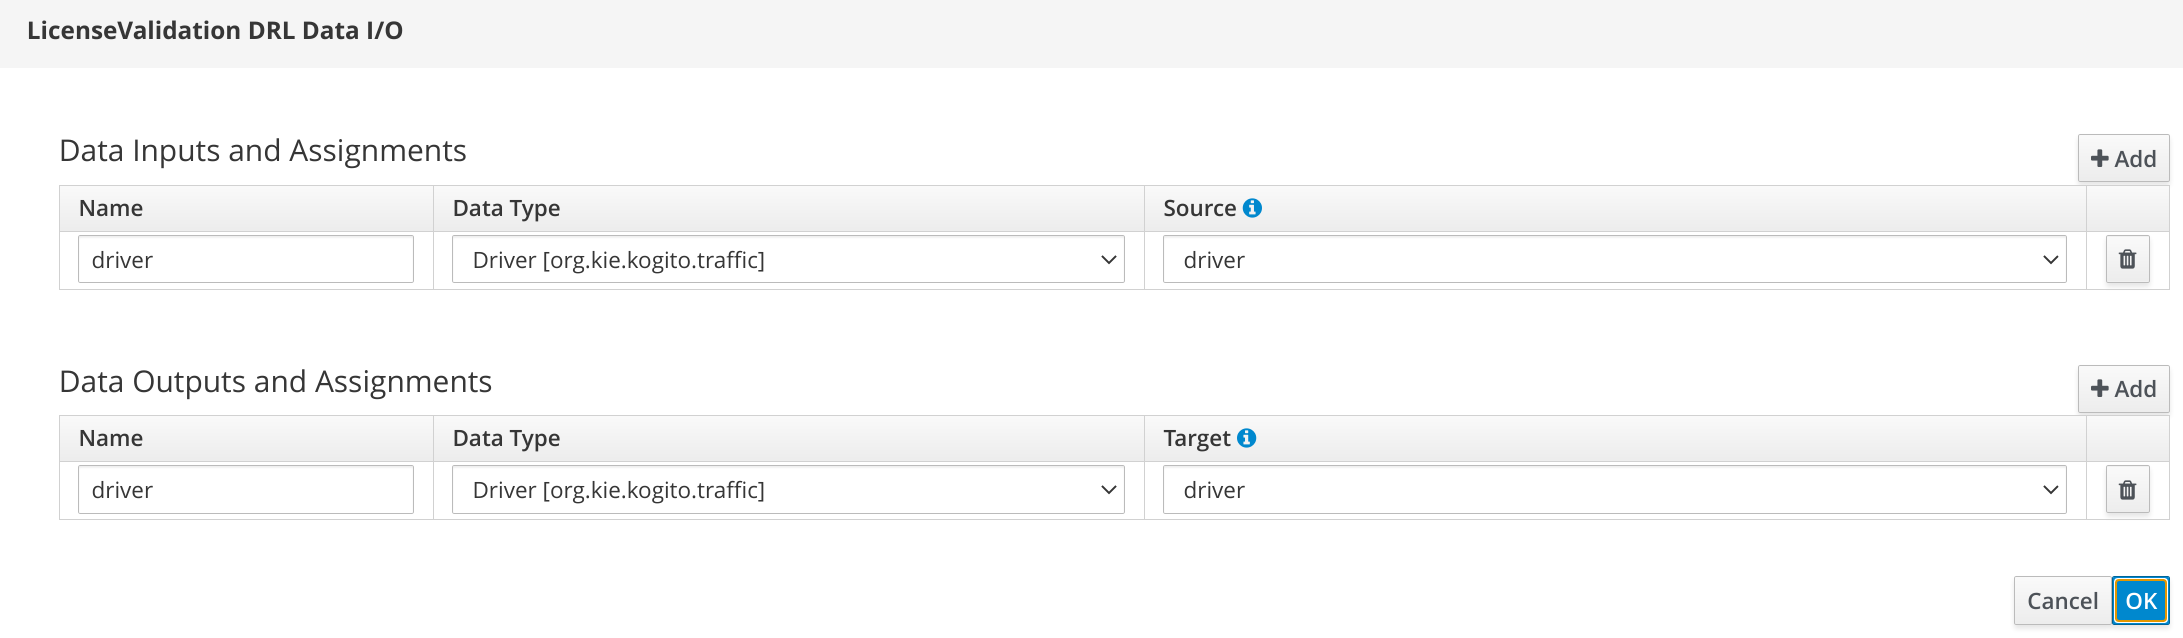 LicenseValidation DRL Data I/O
Data Inputs and Assignments
+ Add
Name Data Type Source
driver Driver [org.kie.kogito.traffic] driver
Data Outputs and Assignments
+ Add
Name Data Type Target
driver Driver [org.kie.kogito.traffic] driver
Cancel OK